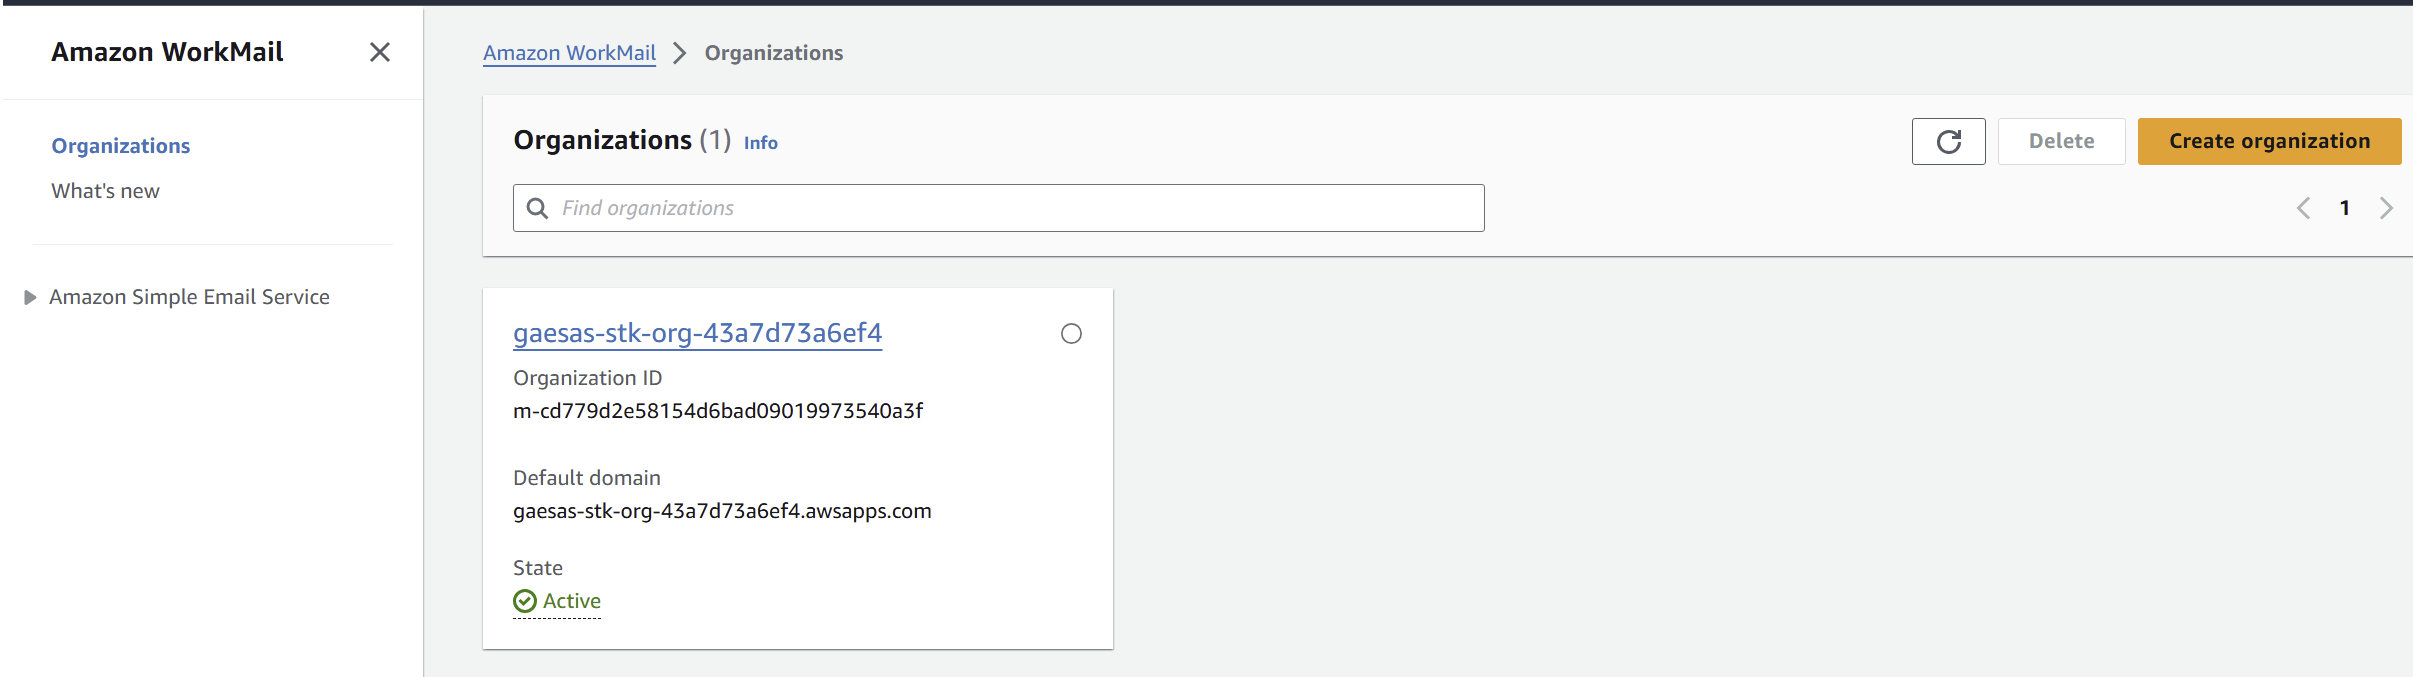 Amazon WorkMail
Organizations
What's new
Amazon Simple Email Service
Amazon WorkMail > Organizations
Organizations (1) Info
Delete
Create organization
Find organizations
1
gaesas-stk-org-43a7d73a6ef4
Organization ID
m-cd779d2e58154d6bad09019973540a3f
Default domain
gaesas-stk-org-43a7d73a6ef4.awsapps.com
State
Active